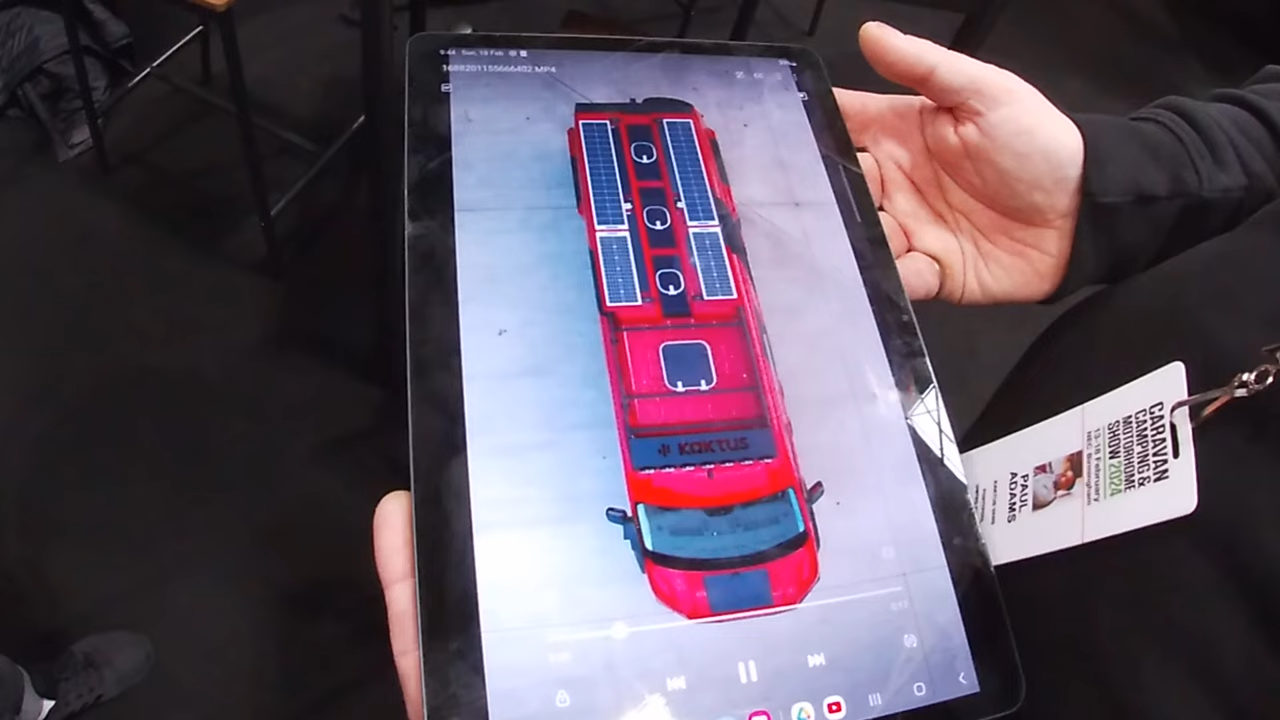 9:44 Sun, 18 Feb
1688201155666402.MP4
CC
KAKTUS
CARAVAN
CAMPING &
MOTORHOME
SHOW 2024
13-18 February
NEC, Birmingham
PAUL
ADAMS